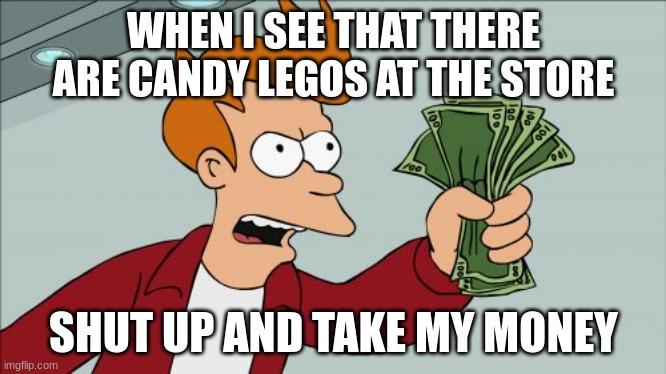 WHEN I SEE THAT THERE
ARE CANDY LEGOS AT THE STORE
SHUT UP AND TAKE MY MONEY
imgflip.com